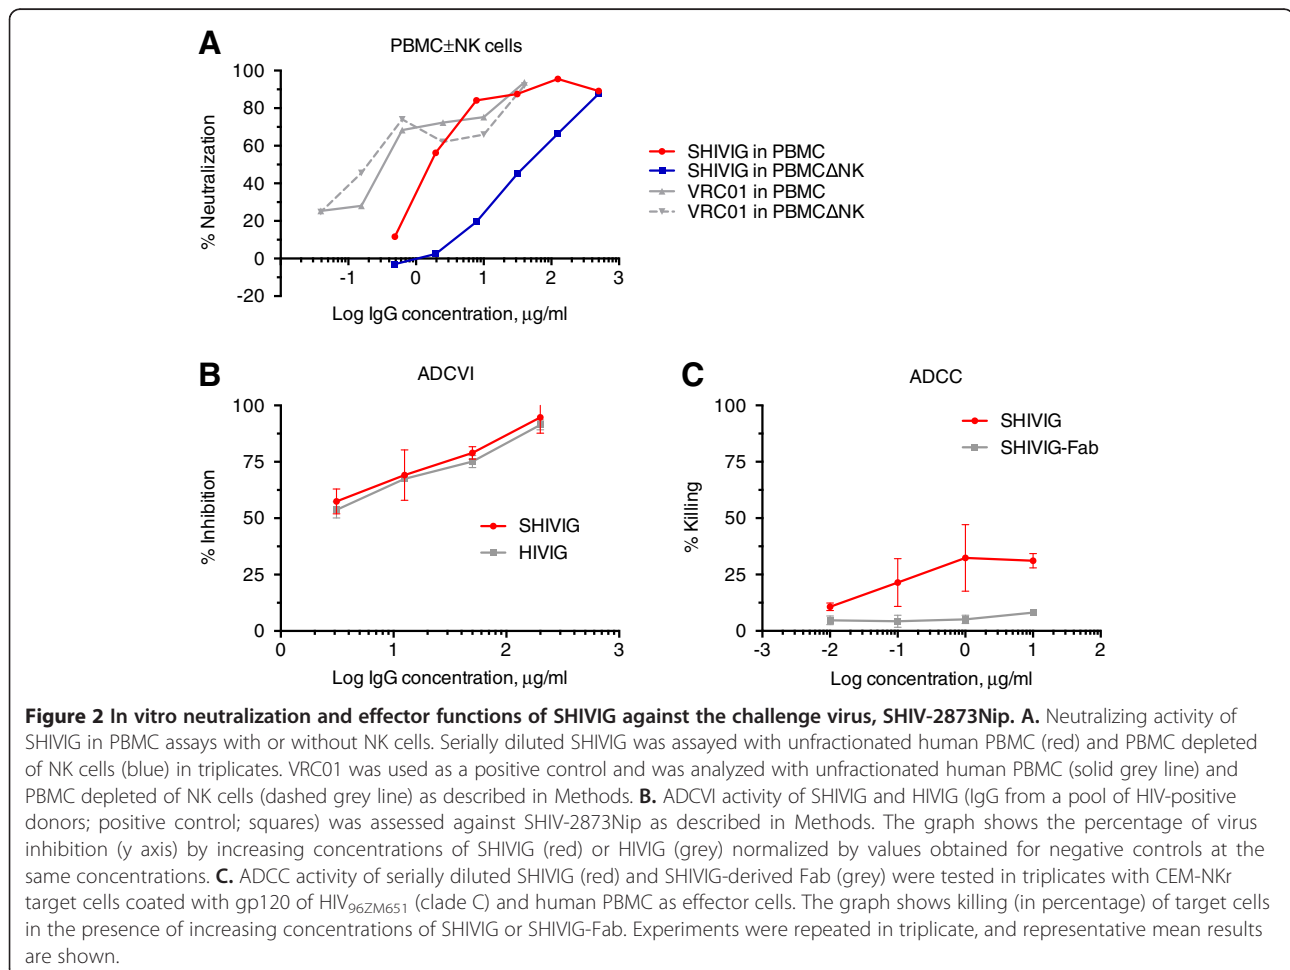 A
PBMC±NK cells
100
80
60
40
20
0
-20
% Neutralization
-1
0
1
2
3
Log IgG concentration, µg/ml
SHIVIG in PBMC
SHIVIG in PBMCΔNK
VRC01 in PBMC
VRC01 in PBMCΔNK
B
ADCVI
100
75
50
25
0
% Inhibition
0
1
2
3
Log IgG concentration, µg/ml
SHIVIG
HIVIG
C
ADCC
100
75
50
25
0
% Killing
-3
-2
-1
0
1
2
Log concentration, µg/ml
SHIVIG
SHIVIG-Fab
Figure 2 In vitro neutralization and effector functions of SHIVIG against the challenge virus, SHIV-2873Nip. A. Neutralizing activity of
SHIVIG in PBMC assays with or without NK cells. Serially diluted SHIVIG was assayed with unfractionated human PBMC (red) and PBMC depleted
of NK cells (blue) in triplicates. VRC01 was used as a positive control and was analyzed with unfractionated human PBMC (solid grey line) and
PBMC depleted of NK cells (dashed grey line) as described in Methods. B. ADCVI activity of SHIVIG and HIVIG (IgG from a pool of HIV-positive
donors; positive control; squares) was assessed against SHIV-2873Nip as described in Methods. The graph shows the percentage of virus
inhibition (y axis) by increasing concentrations of SHIVIG (red) or HIVIG (grey) normalized by values obtained for negative controls at the
same concentrations. C. ADCC activity of serially diluted SHIVIG (red) and SHIVIG-derived Fab (grey) were tested in triplicates with CEM-NKr
target cells coated with gp120 of HIV96ZM651 (clade C) and human PBMC as effector cells. The graph shows killing (in percentage) of target cells
in the presence of increasing concentrations of SHIVIG or SHIVIG-Fab. Experiments were repeated in triplicate, and representative mean results
are shown.